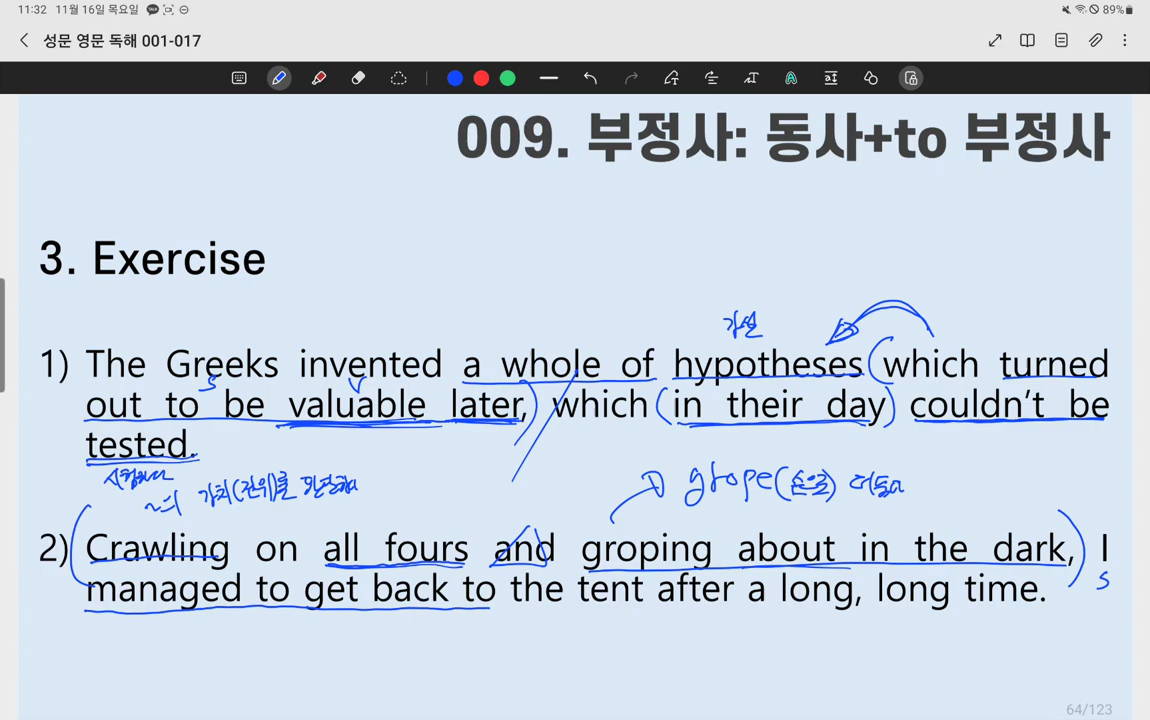 11:32 11월 16일 목요일
89%
성문 영문 독해 001-017
009. 부정사: 동사+to 부정사
3. Exercise
가설
1) The Greeks invented a whole of hypotheses (which turned
S V
out to be valuable later,) which (in their day) couldn't be
tested.
시험하다
~의 가치(진위)를
grope(손으로) 더듬다
2) (Crawling on all fours and groping about in the dark,) I
S
managed to get back to the tent after a long, long time.
64/123